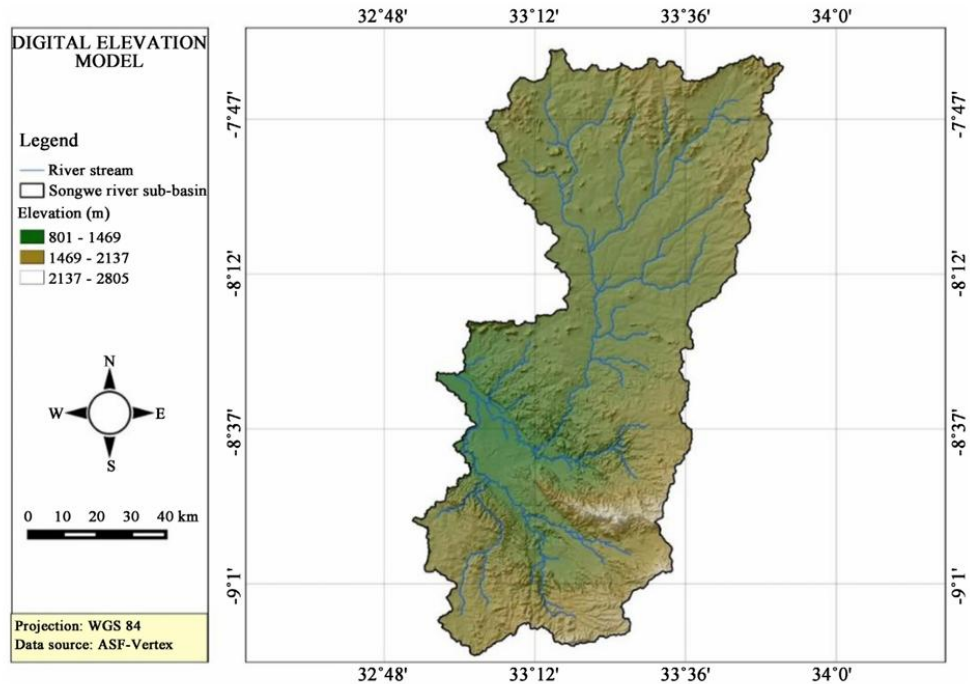 DIGITAL ELEVATION
MODEL
Legend
River stream
Songwe river sub-basin
Elevation (m)
801 - 1469
1469 - 2137
2137 - 2805
N
W E
S
0 10 20 30 40 km
Projection: WGS 84
Data source: ASF-Vertex
32°48' 33°12' 33°36' 34°0'
-7°47' -7°47'
-8°12' -8°12'
-8°37' -8°37'
-9°1' -9°1'
32°48' 33°12' 33°36' 34°0'